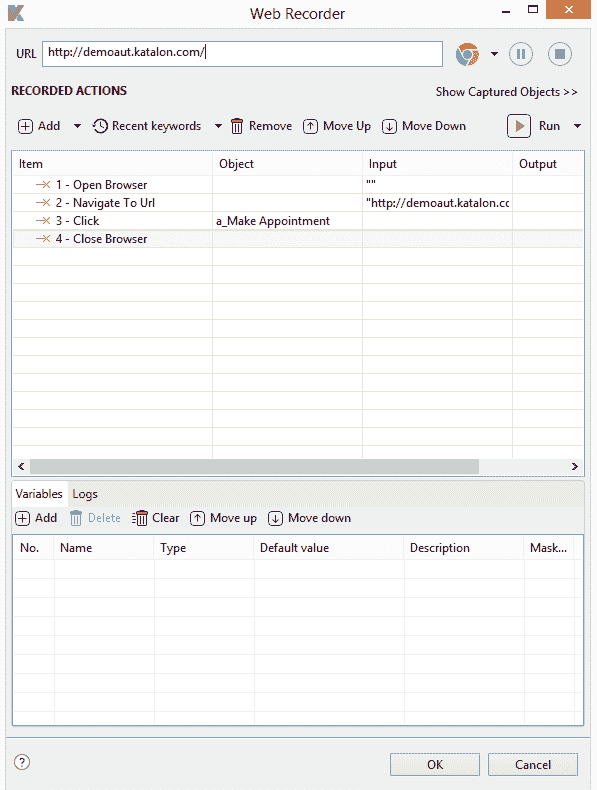 Web Recorder
URL http://demoaut.katalon.com/
RECORDED ACTIONS Show Captured Objects >>
Add Recent keywords Remove Move Up Move Down Run
Item Object Input Output
1 - Open Browser ""
2 - Navigate To Url "http://demoaut.katalon.cc
3 - Click a_Make Appointment
4 - Close Browser
Variables Logs
Add Delete Clear Move up Move down
No. Name Type Default value Description Mask...
? OK Cancel